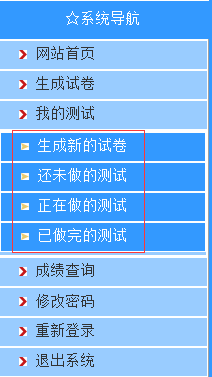 ☆系统导航
网站首页
生成试卷
我的测试
生成新的试卷
还未做的测试
正在做的测试
已做完的测试
成绩查询
修改密码
重新登录
退出系统